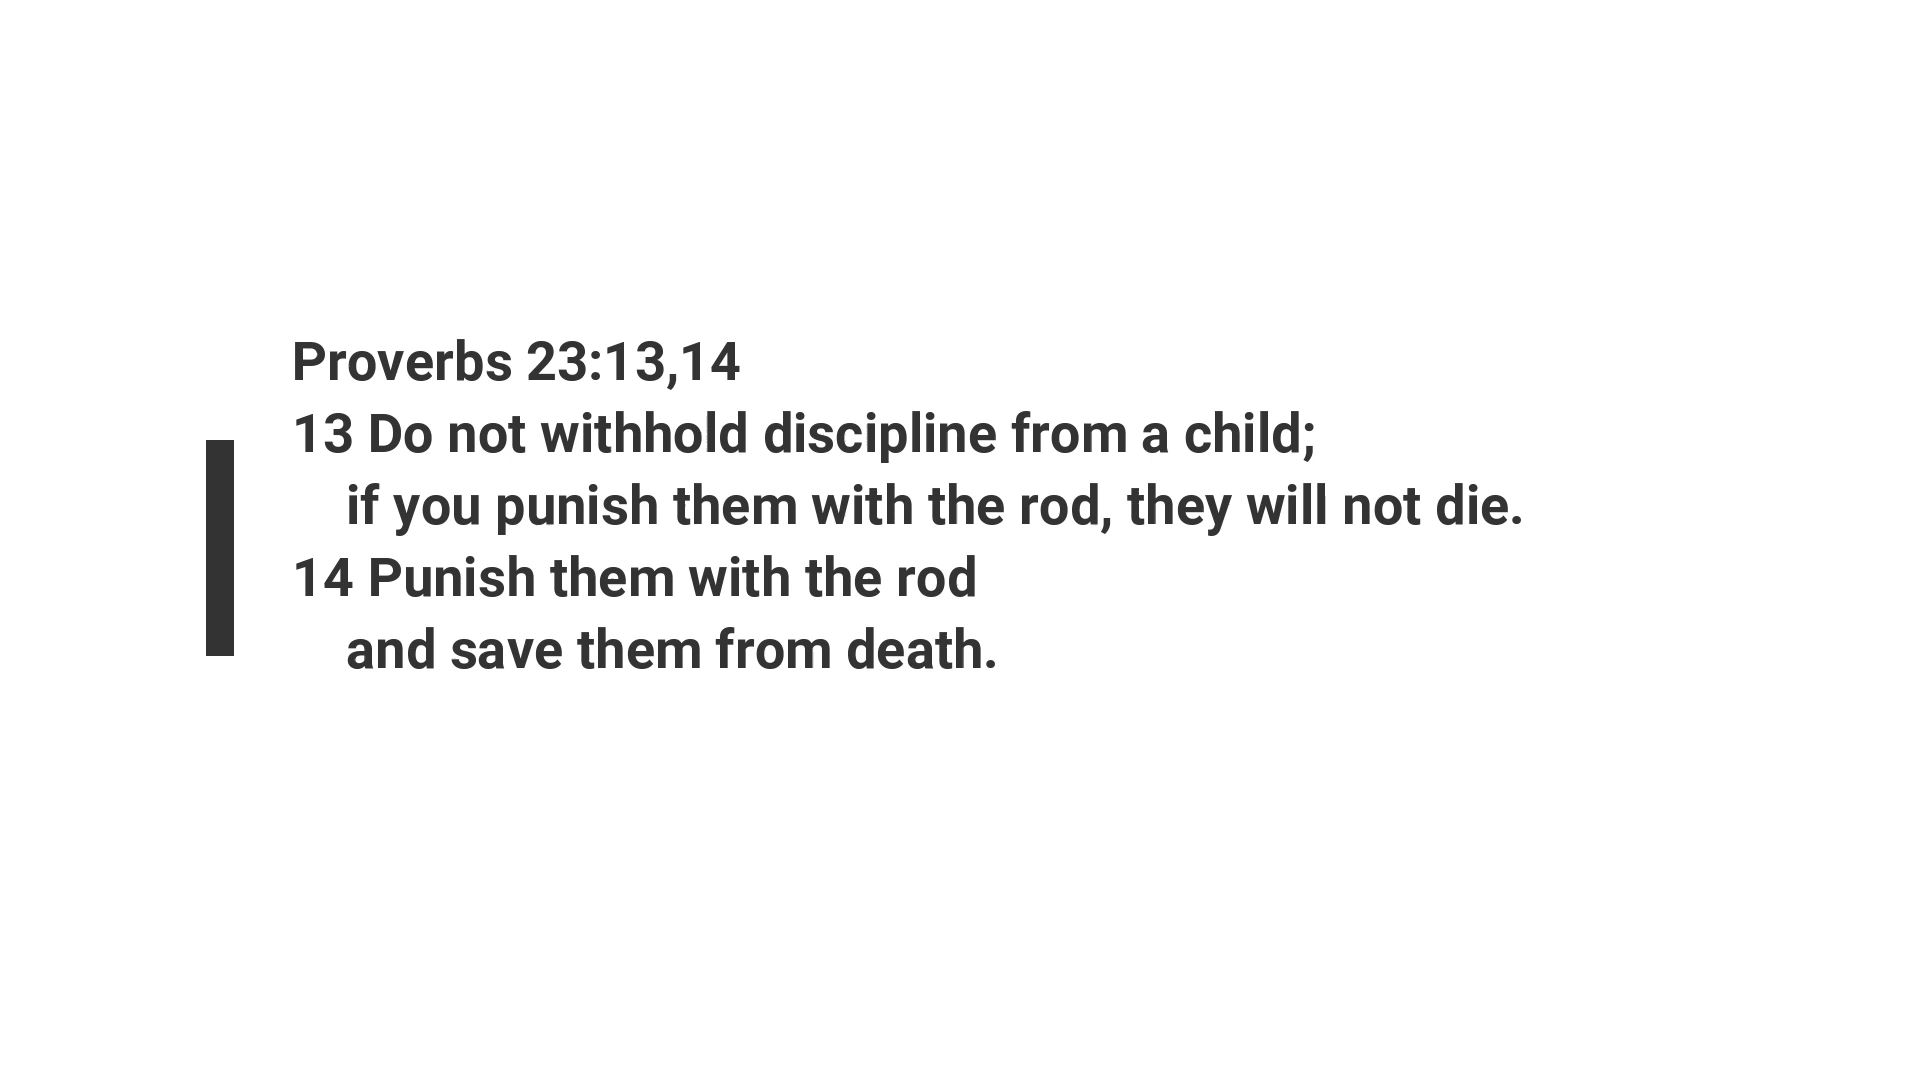 Proverbs 23:13,14
13 Do not withhold discipline from a child;
if you punish them with the rod, they will not die.
14 Punish them with the rod
and save them from death.